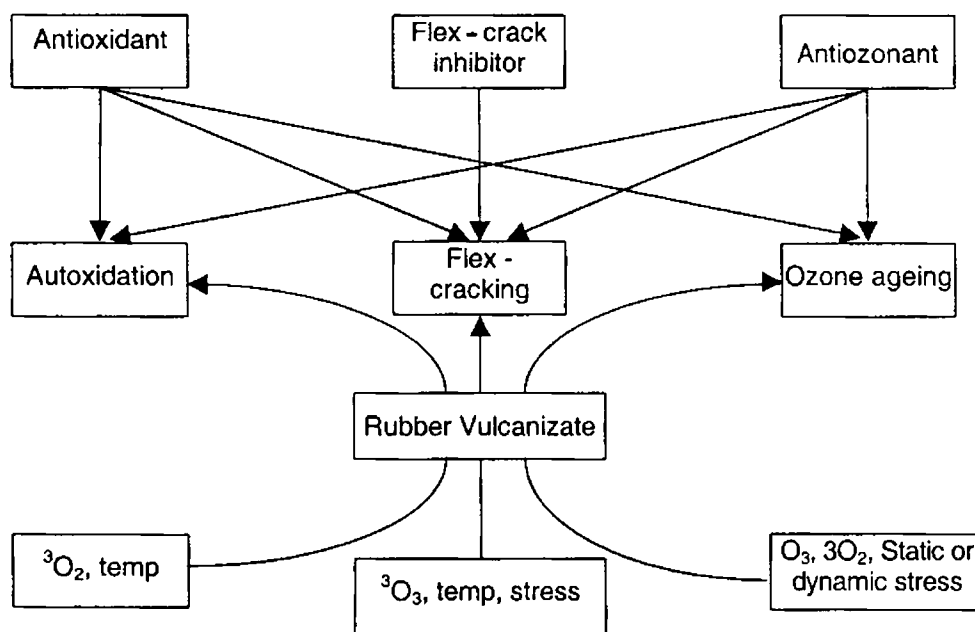 Antioxidant
Flex - crack
inhibitor
Antiozonant
Autoxidation
Flex -
cracking
Ozone ageing
Rubber Vulcanizate
³O₂, temp
³O₃, temp, stress
O₃, 3O₂, Static or
dynamic stress